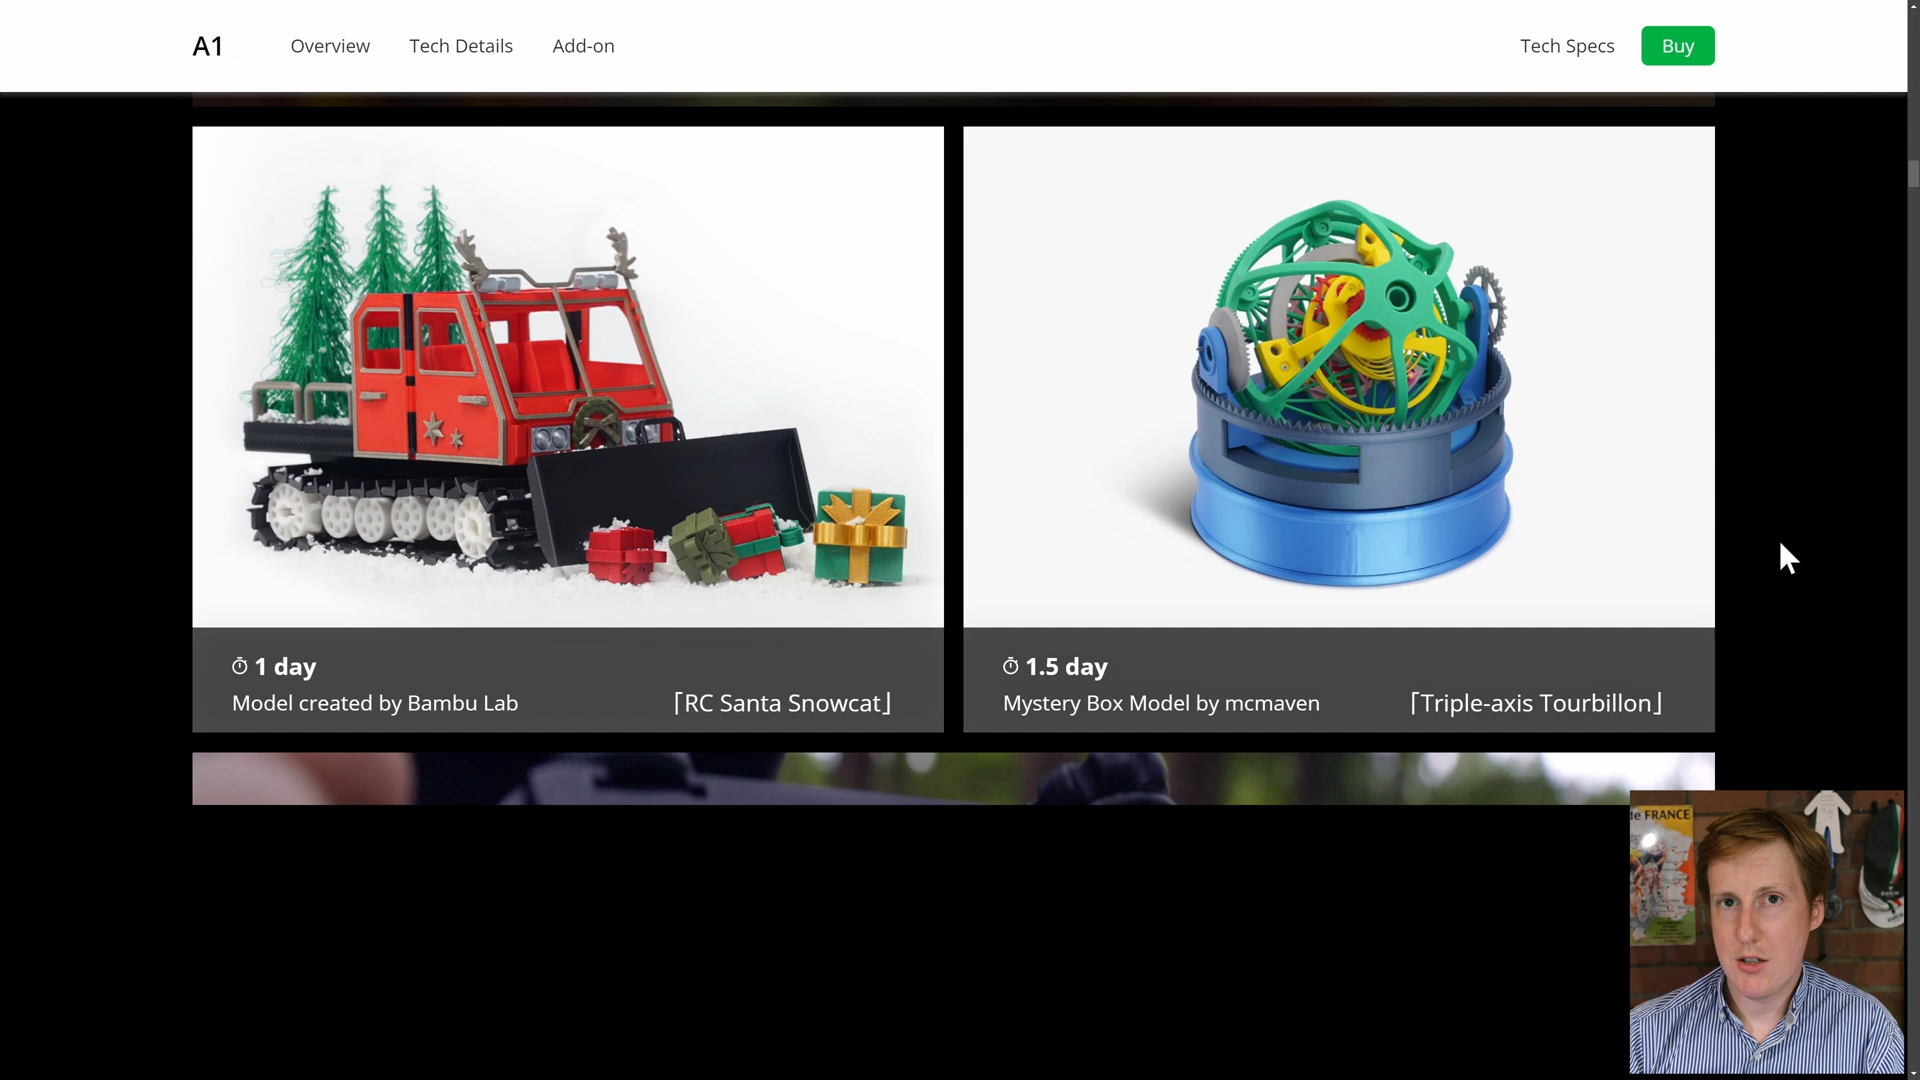 A1 Overview Tech Details Add-on Tech Specs Buy
1 day
Model created by Bambu Lab ⌈RC Santa Snowcat⌋
1.5 day
Mystery Box Model by mcmaven ⌈Triple-axis Tourbillon⌋
de FRANCE